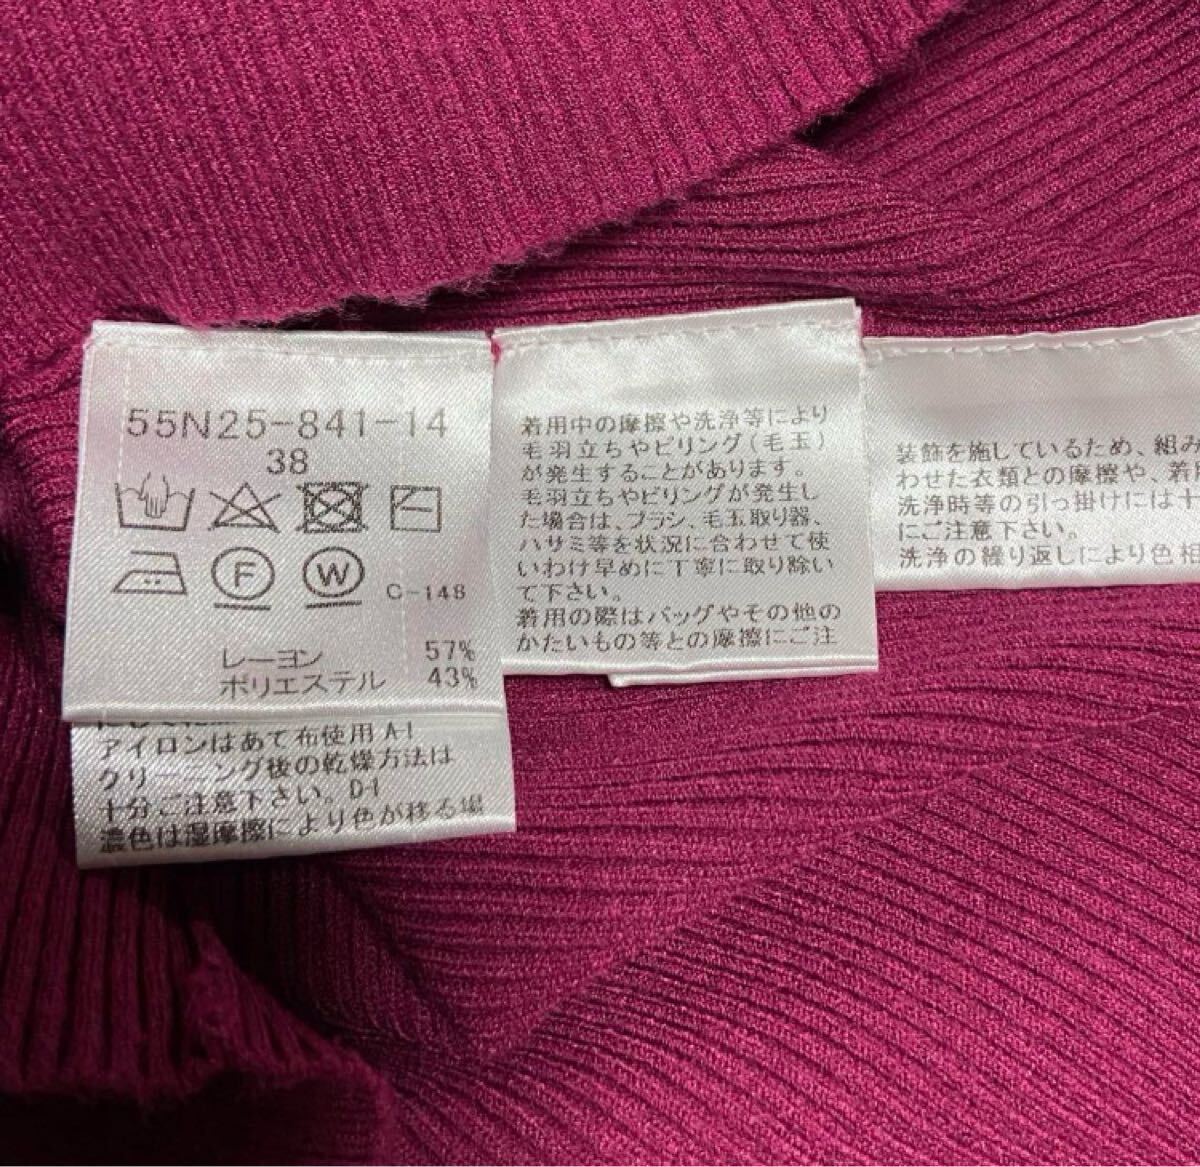 55N25-841-14
38
F
W
C-148
レーヨン 57%
ポリエステル 43%
アイロンはあて布使用 A-1
クリーニング後の乾燥方法は
十分ご注意下さい。D-1
濃色は湿摩擦により色が移る場
着用中の摩擦や洗浄等により
毛羽立ちやピリング(毛玉)
が発生することがあります。
毛羽立ちやピリングが発生し
た場合は、ブラシ、毛玉取り器、
ハサミ等を状況に合わせて使
いわけ早めに丁寧に取り除い
て下さい。
着用の際はバッグやその他の
かたいもの等との摩擦にご注
装飾を施しているため、組み
わせた衣類との摩擦や、着
洗浄時等の引っ掛けには十
にご注意下さい。
洗浄の繰り返しにより色相